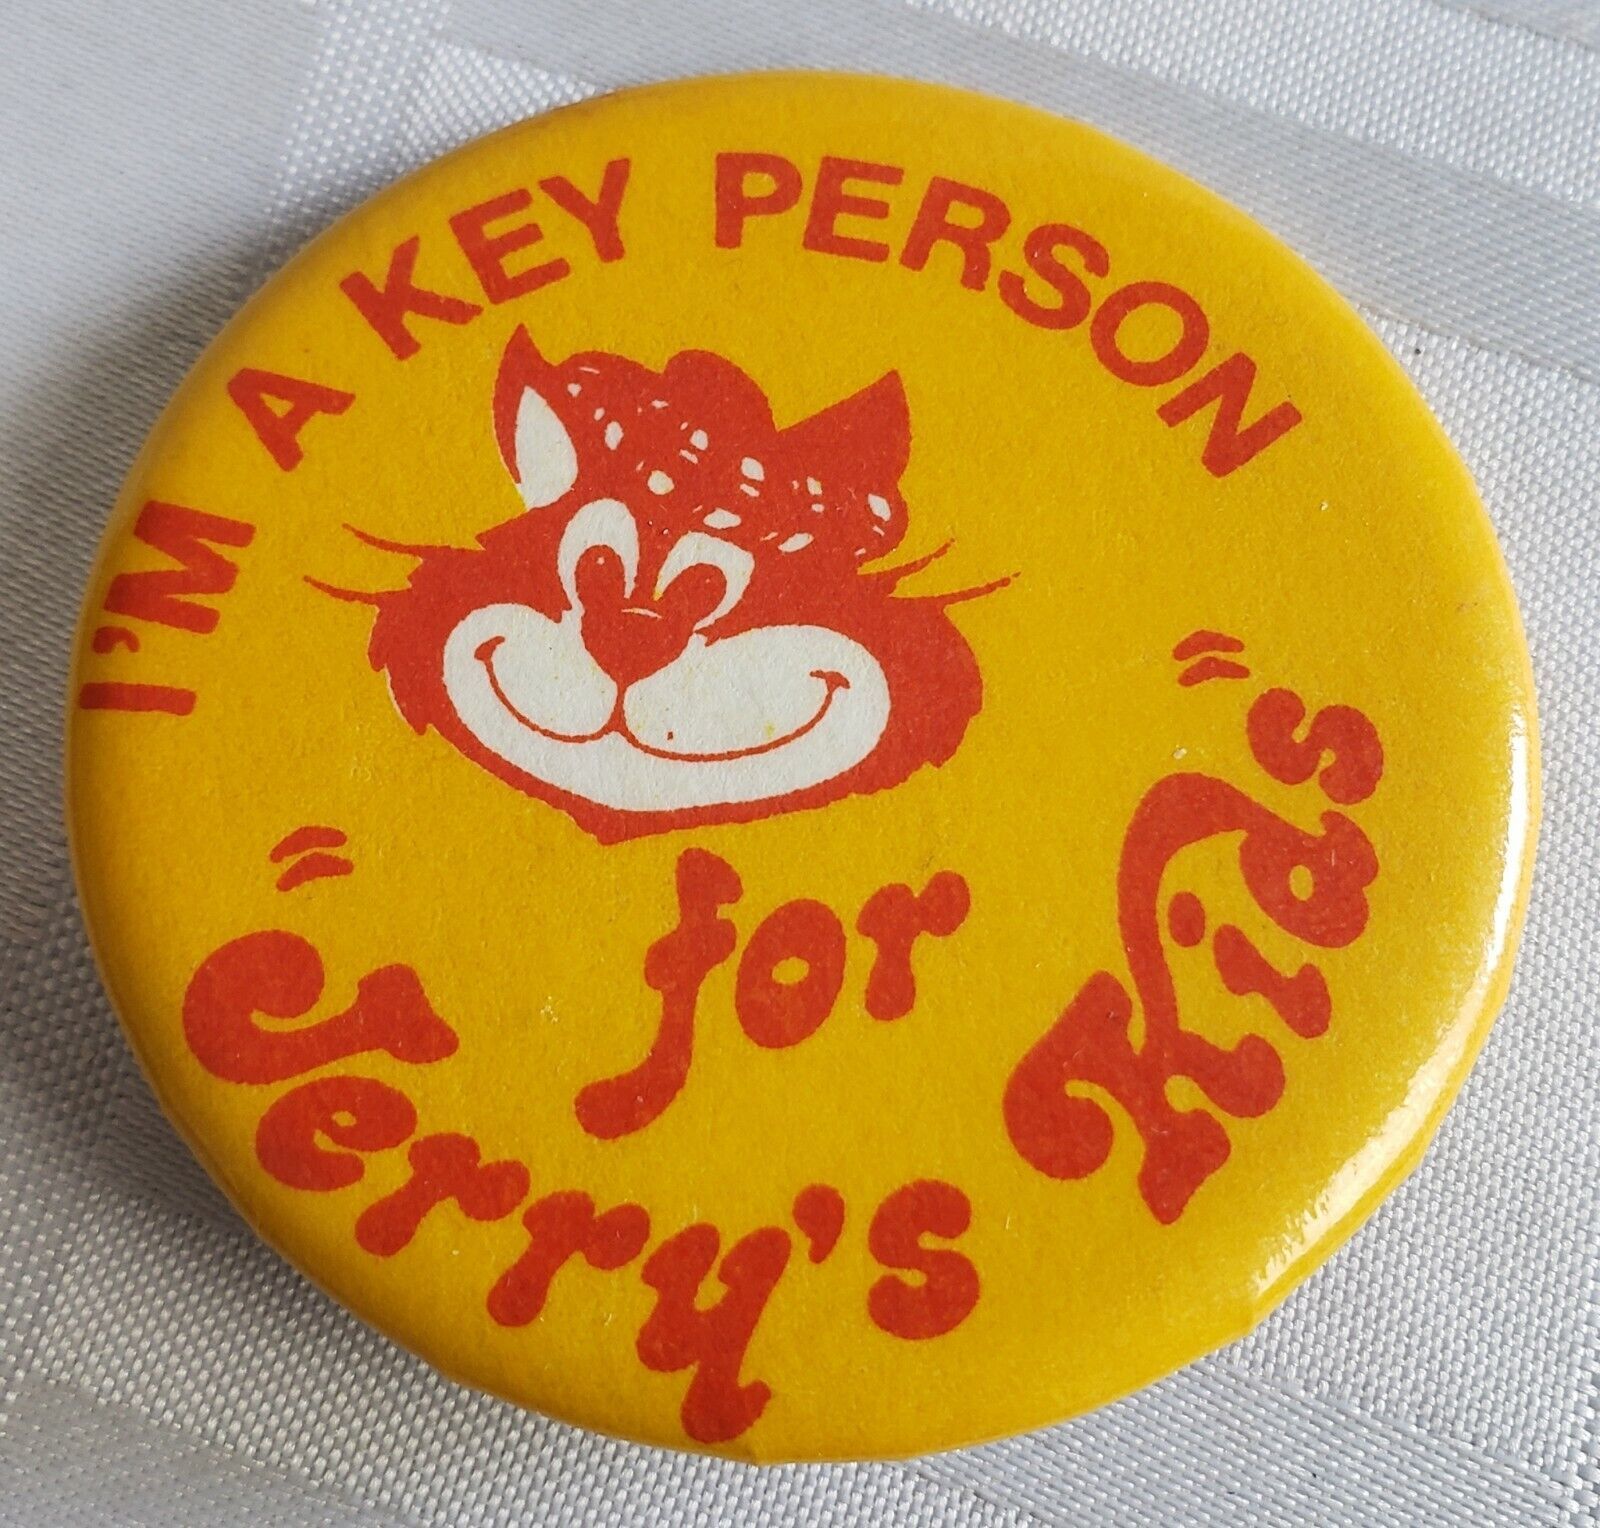 I'M A KEY PERSON
for
"Jerry's Kids"